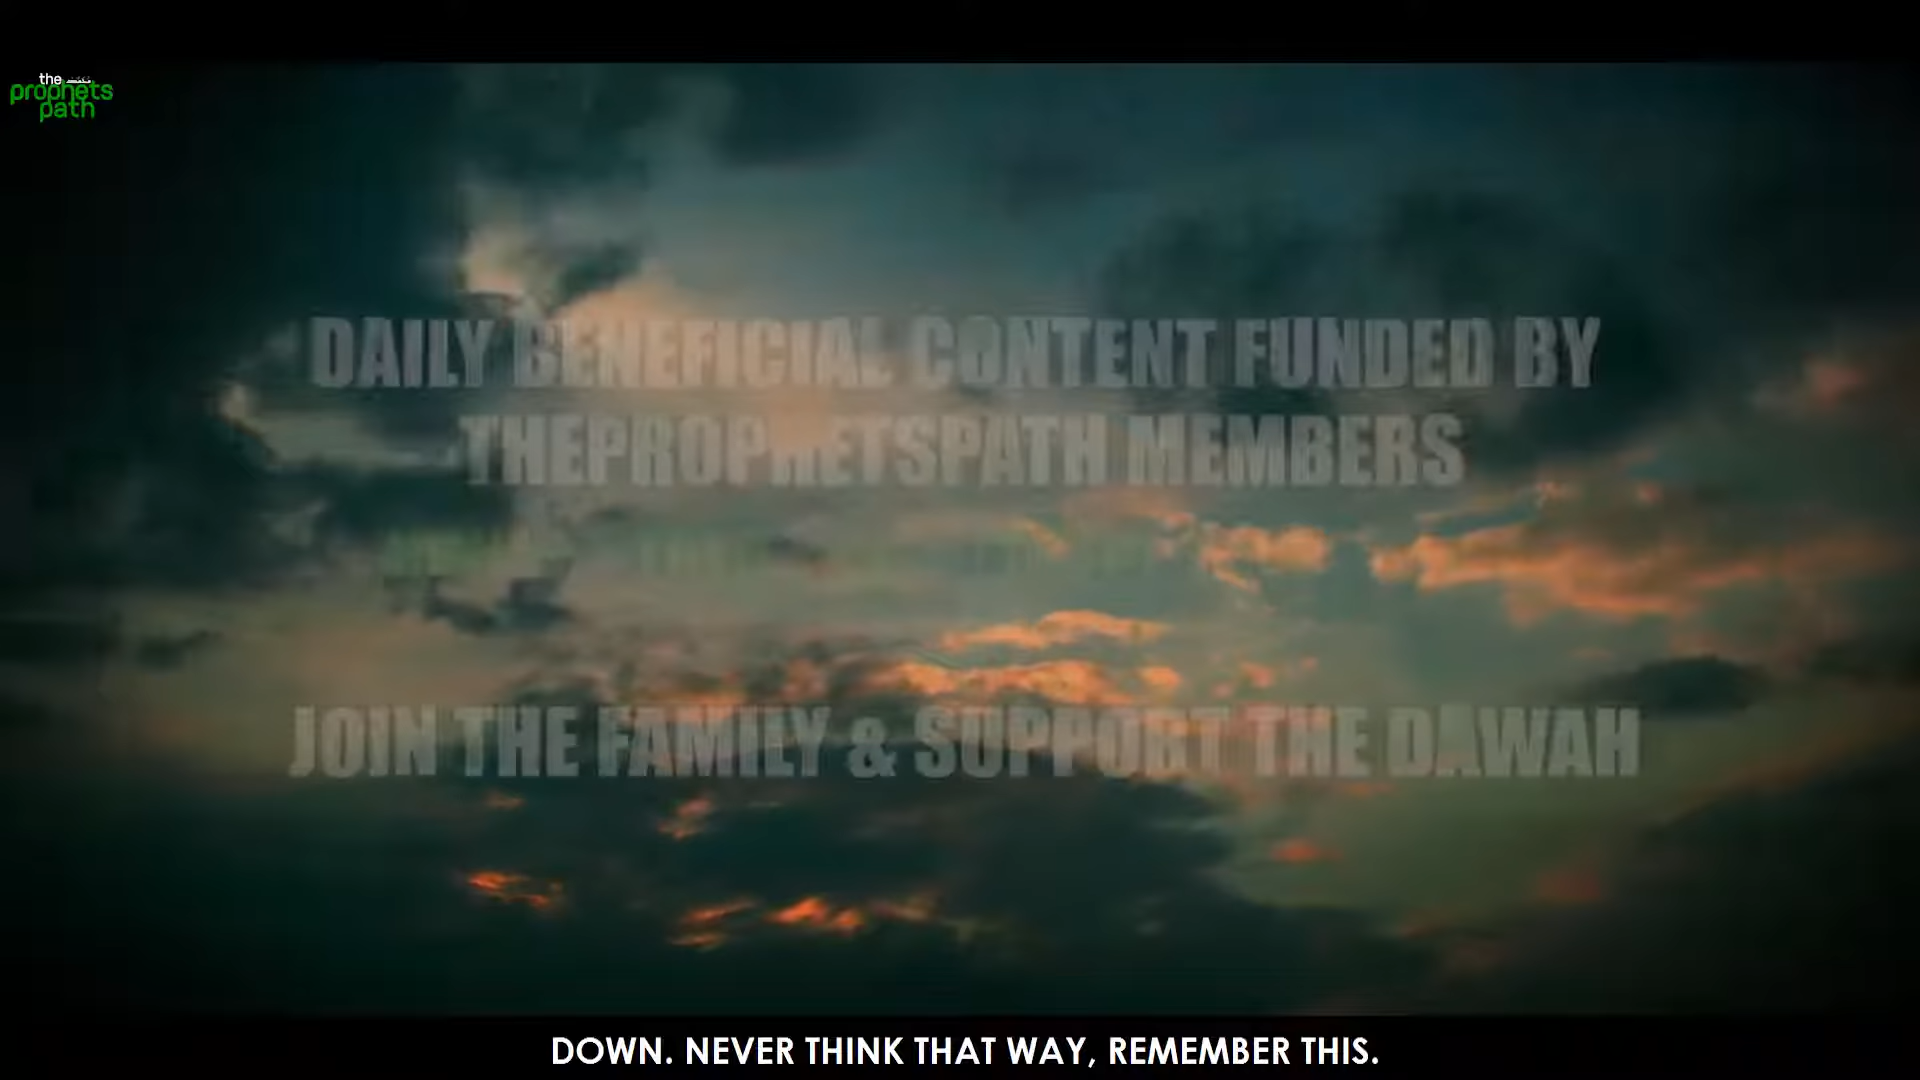 the
prophets
path
DAILY BENEFICIAL CONTENT FUNDED BY
THEPROPHETSPATH MEMBERS
JOIN THE FAMILY & SUPPORT THE DAWAH
DOWN. NEVER THINK THAT WAY, REMEMBER THIS.